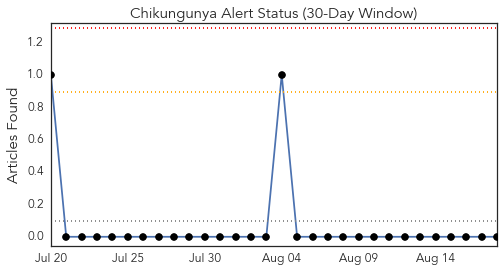 Chikungunya Alert Status (30-Day Window)
Articles Found
1.2
1.0
0.8
0.6
0.4
0.2
0.0
Jul 20 Jul 25 Jul 30 Aug 04 Aug 09 Aug 14